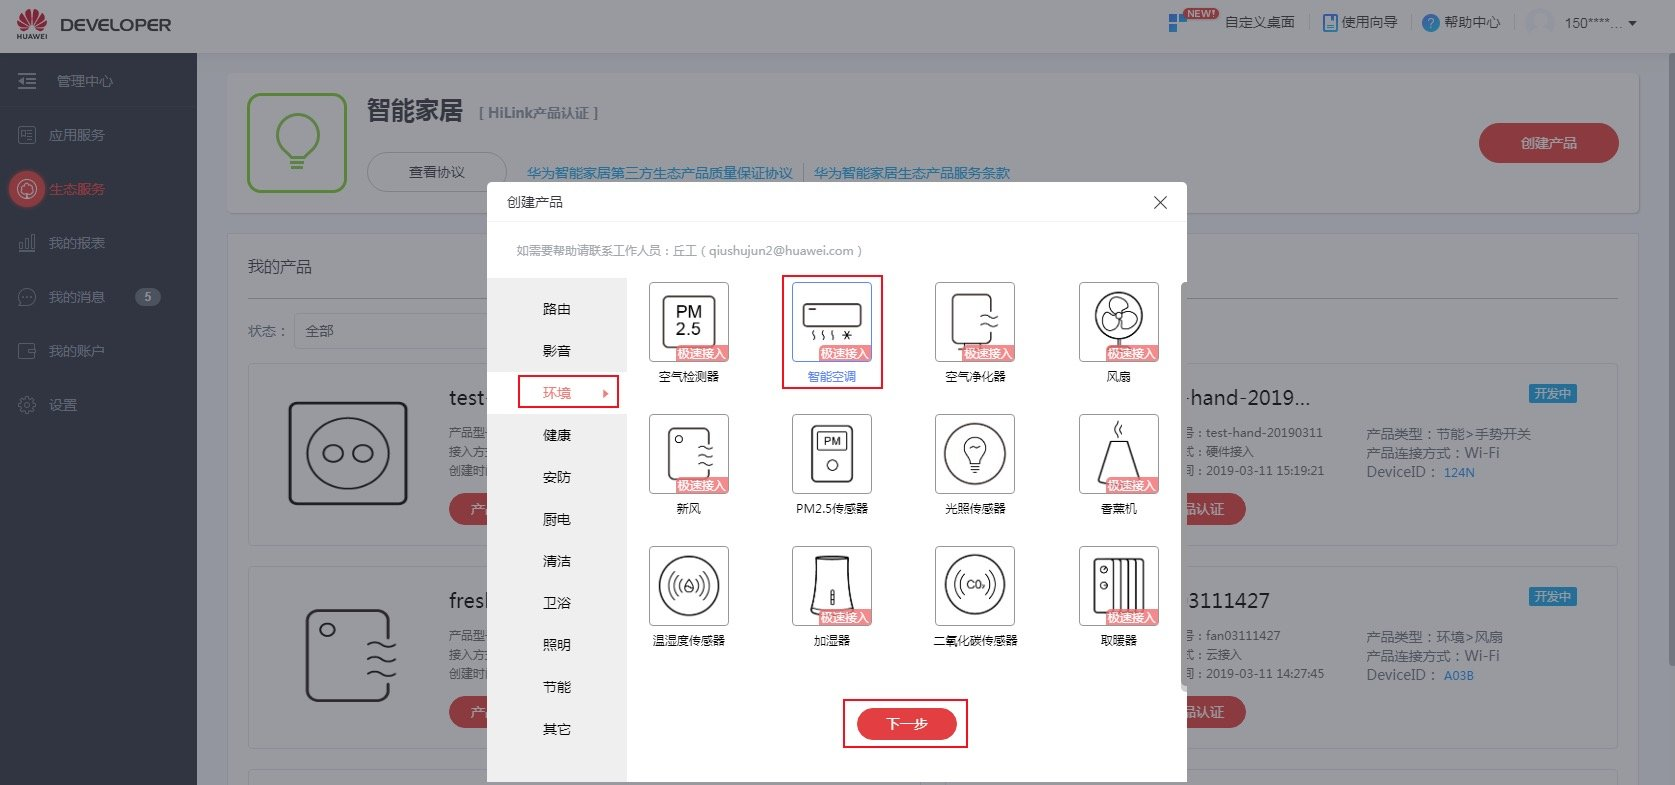 HUAWEI
DEVELOPER
NEW!
自定义桌面
使用向导
帮助中心
150****...
管理中心
应用服务
生态服务
我的报表
我的消息
5
我的账户
设置
智能家居 [ HiLink产品认证 ]
查看协议
华为智能家居第三方生态产品质量保证协议
华为智能家居生态产品服务条款
创建产品
我的产品
状态：
全部
创建产品
如需要帮助请联系工作人员：丘工（qiushujun2@huawei.com）
路由
影音
环境
健康
安防
厨电
清洁
卫浴
照明
节能
其它
PM
2.5
极速接入
空气检测器
极速接入
智能空调
极速接入
空气净化器
极速接入
风扇
极速接入
新风
PM
PM2.5传感器
光照传感器
极速接入
香薰机
温湿度传感器
极速接入
加湿器
CO₂
二氧化碳传感器
极速接入
取暖器
下一步
test-
产品型
接入方
创建时
产
-hand-2019...
开发中
号：test-hand-20190311
式：硬件接入
间：2019-03-11 15:19:21
品认证
产品类型：节能>手势开关
产品连接方式：Wi-Fi
DeviceID： 124N
fres
产品型
接入方
创建时
产
3111427
开发中
号：fan03111427
式：云接入
间：2019-03-11 14:27:45
品认证
产品类型：环境>风扇
产品连接方式：Wi-Fi
DeviceID： A03B